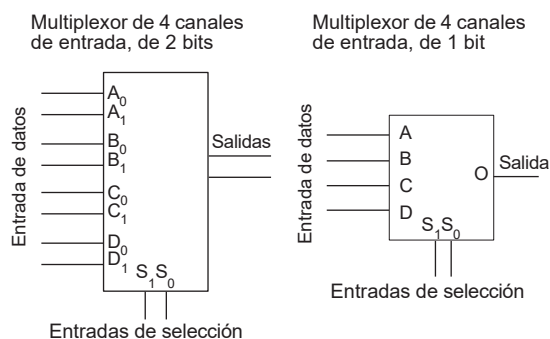 Multiplexor de 4 canales
de entrada, de 2 bits
Entrada de datos
A0
A1
B0
B1
C0
C1
D0
D1
S1S0
Salidas
Entradas de selección
Multiplexor de 4 canales
de entrada, de 1 bit
Entrada de datos
A
B
C
D
O
S1S0
Salida
Entradas de selección